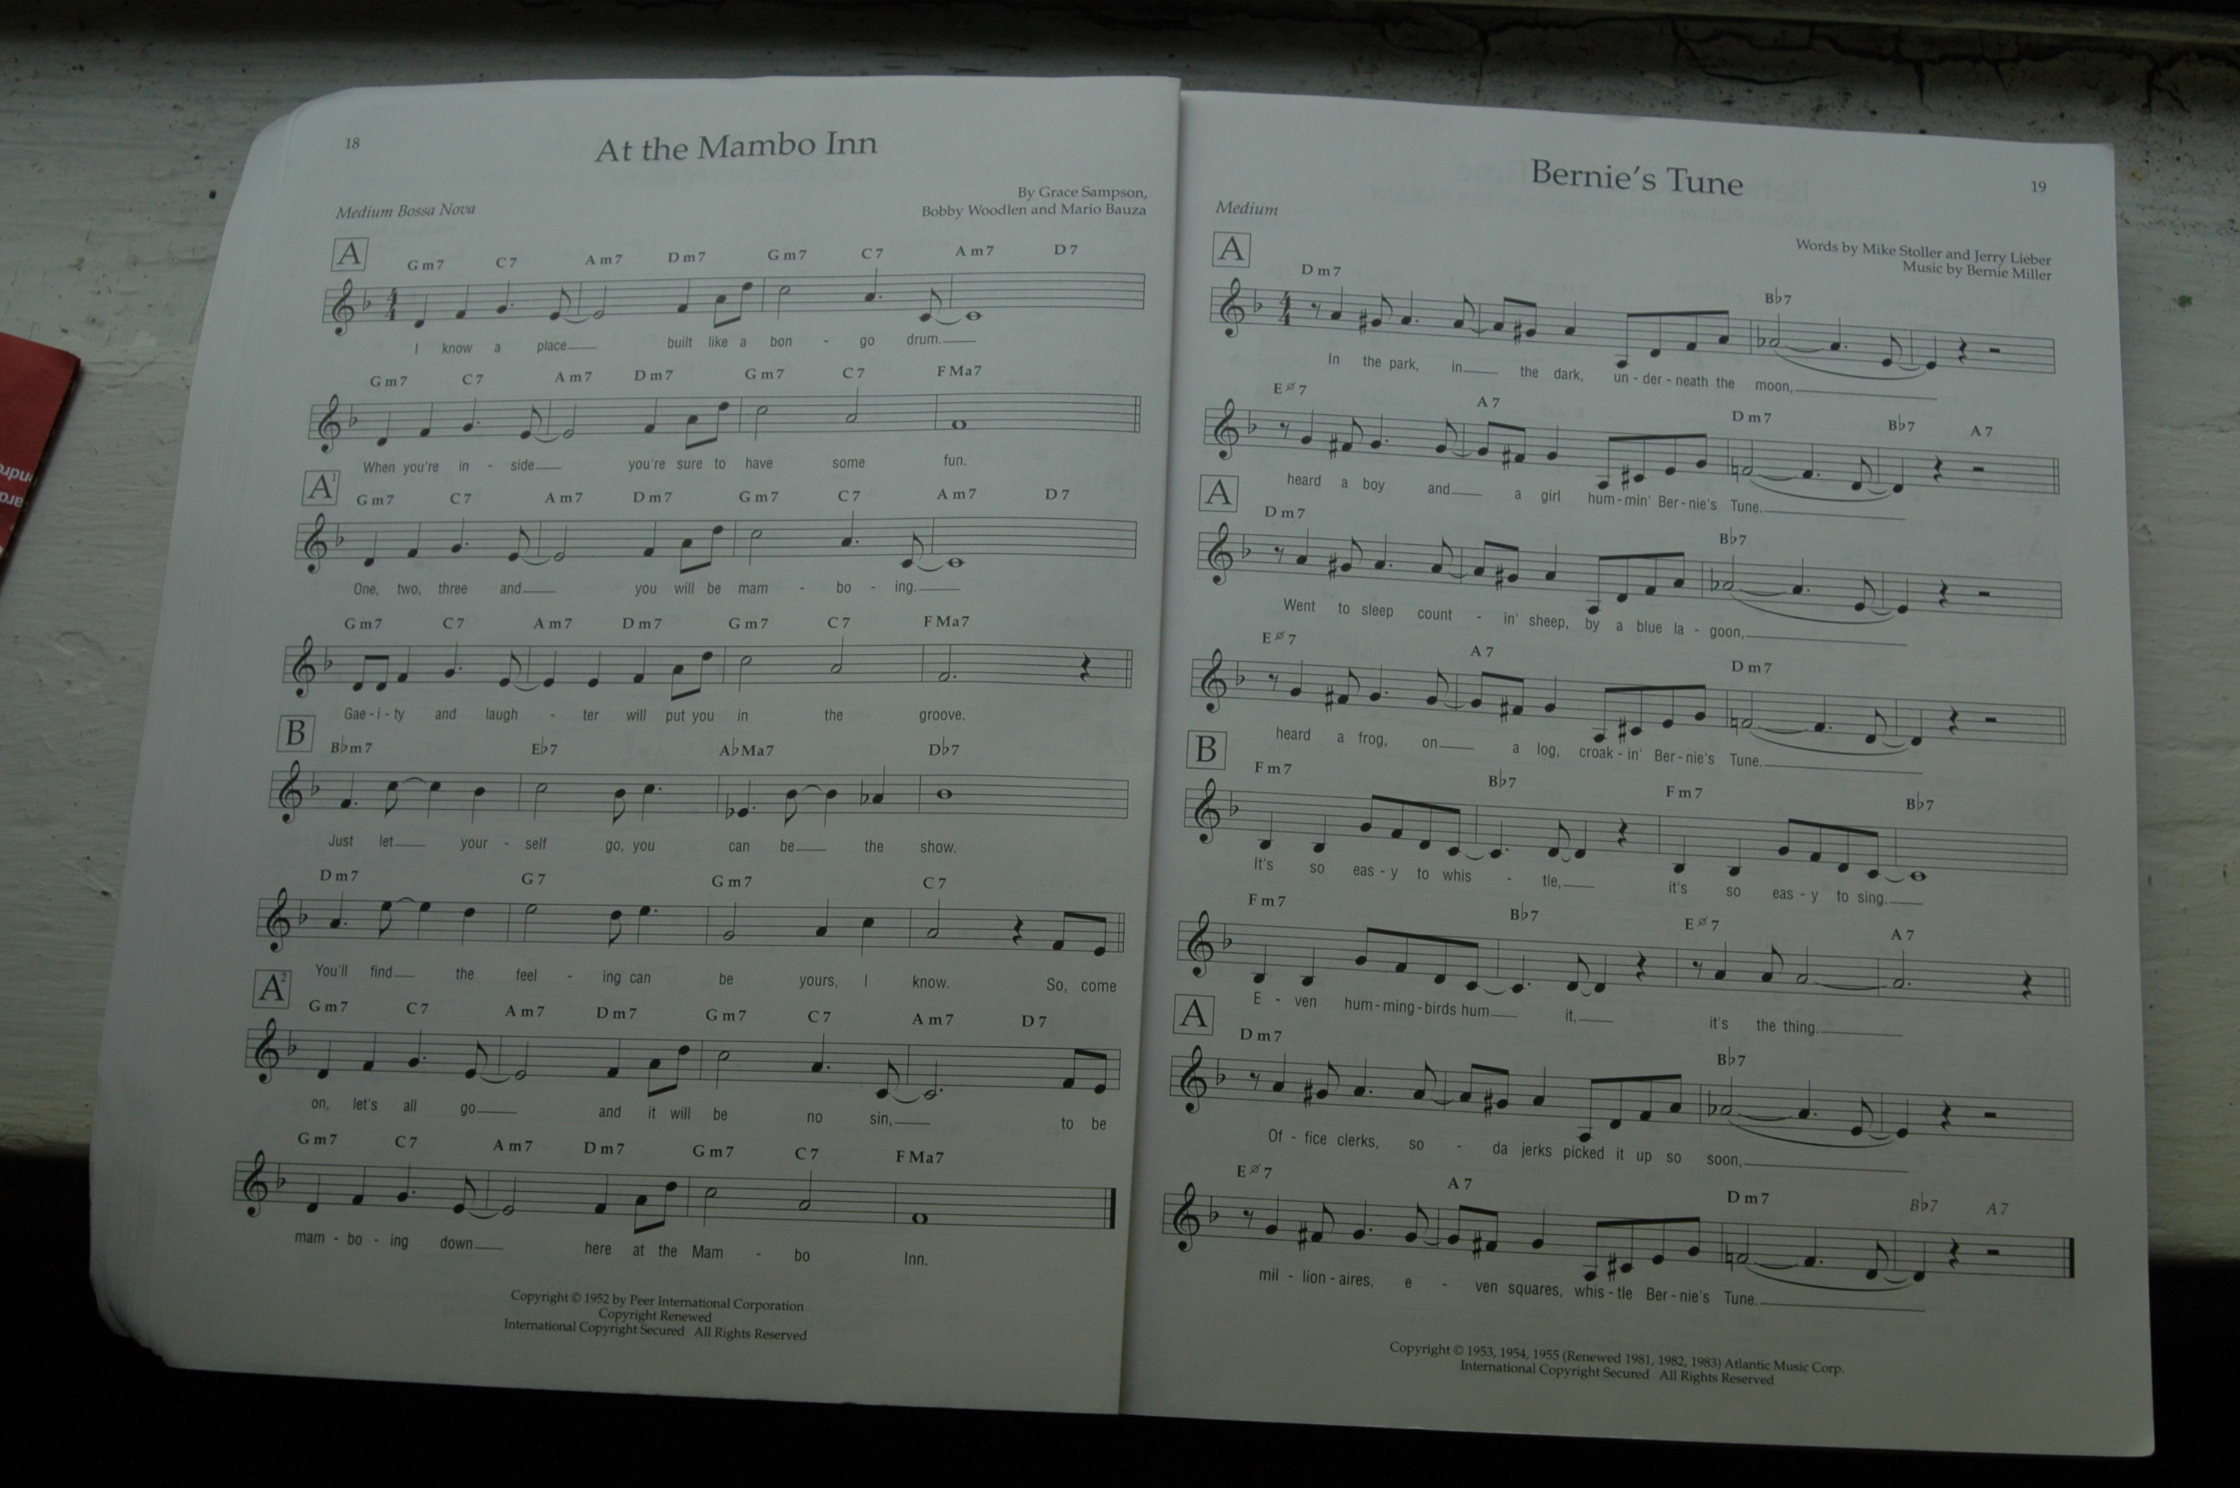 18
At the Mambo Inn
By Grace Sampson,
Medium Bossa Nova
Bobby Woodlen and Mario Bauza
A
Gm7 C7 Am7 Dm7 Gm7 C7 Am7 D7
I know a place built like a bon - go drum.
Gm7 C7 Am7 Dm7 Gm7 C7 FMa7
When you're in - side you're sure to have some fun.
A1
Gm7 C7 Am7 Dm7 Gm7 C7 Am7 D7
One, two, three and you will be mam - bo - ing.
Gm7 C7 Am7 Dm7 Gm7 C7 FMa7
Gae - i - ty and laugh - ter will put you in the groove.
B
B♭m7 E♭7 A♭Ma7 D♭7
Just let your - self go, you can be the show.
Dm7 G7 Gm7 C7
You'll find the feel - ing can be yours, I know. So, come
A2
Gm7 C7 Am7 Dm7 Gm7 C7 Am7 D7
on, let's all go and it will be no sin, to be
Gm7 C7 Am7 Dm7 Gm7 C7 FMa7
mam - bo - ing down here at the Mam - bo Inn.
Copyright © 1952 by Peer International Corporation
Copyright Renewed
International Copyright Secured All Rights Reserved
Bernie's Tune
19
Medium
Words by Mike Stoller and Jerry Lieber
Music by Bernie Miller
A
Dm7 B♭7
In the park, in the dark, un - der - neath the moon,
Eø7 A7 Dm7 B♭7 A7
heard a boy and a girl hum - min' Ber - nie's Tune.
A
Dm7 B♭7
Went to sleep count - in' sheep, by a blue la - goon,
Eø7 A7 Dm7
heard a frog, on a log, croak - in' Ber - nie's Tune.
B
Fm7 B♭7 Fm7 B♭7
It's so eas - y to whis - tle, it's so eas - y to sing.
Fm7 B♭7 Eø7 A7
E - ven hum - ming - birds hum it, it's the thing.
A
Dm7 B♭7
Of - fice clerks, so - da jerks picked it up so soon,
Eø7 A7 Dm7 B♭7 A7
mil - lion - aires, e - ven squares, whis - tle Ber - nie's Tune.
Copyright © 1953, 1954, 1955 (Renewed 1981, 1982, 1983) Atlantic Music Corp.
International Copyright Secured All Rights Reserved